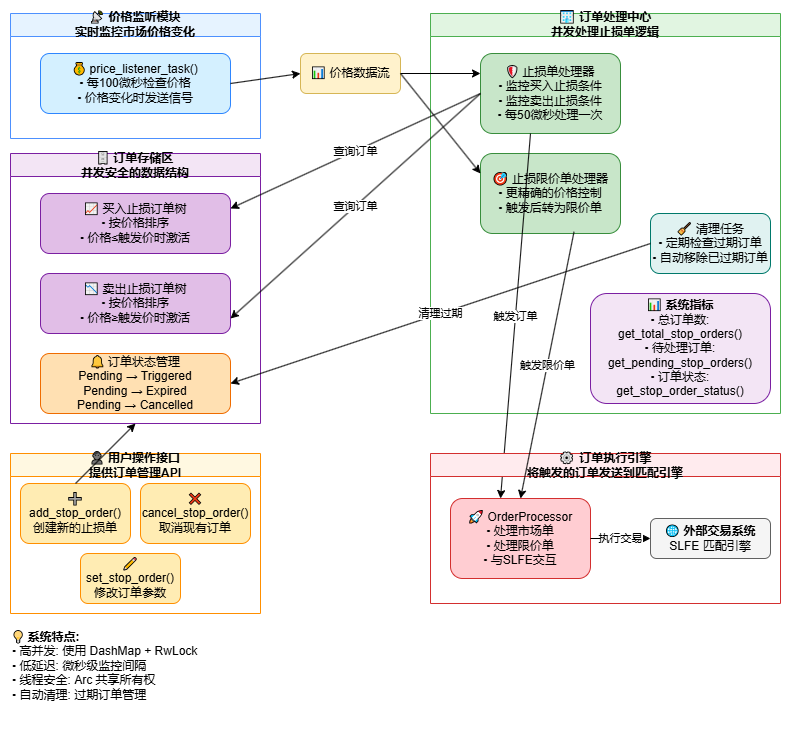 📡 价格监听模块
实时监控市场价格变化
💰 price_listener_task()
- 每100微秒检查价格
- 价格变化时发送信号
📊 价格数据流
🔢 订单处理中心
并发处理止损单逻辑
🛡 止损单处理器
- 监控买入止损条件
- 监控卖出止损条件
- 每50微秒处理一次
🎯 止损限价单处理器
- 更精确的价格控制
- 触发后转为限价单
🧹 清理任务
- 定期检查过期订单
- 自动移除已过期订单
📊 系统指标
- 总订单数:
get_total_stop_orders()
- 待处理订单:
get_pending_stop_orders()
- 订单状态:
get_stop_order_status()
查询订单
查询订单
清理过期
触发订单
触发限价单
🗄 订单存储区
并发安全的数据结构
📈 买入止损订单树
- 按价格排序
- 价格≤触发价时激活
📉 卖出止损订单树
- 按价格排序
- 价格≥触发价时激活
🔔 订单状态管理
Pending → Triggered
Pending → Expired
Pending → Cancelled
用户操作接口
提供订单管理API
➕
add_stop_order()
创建新的止损单
❌
cancel_stop_order()
取消现有订单
✏
set_stop_order()
修改订单参数
⚙ 订单执行引擎
将触发的订单发送到匹配引擎
🚀 OrderProcessor
- 处理市场单
- 处理限价单
- 与SLFE交互
执行交易
🌐 外部交易系统
SLFE 匹配引擎
💡 系统特点:
- 高并发: 使用 DashMap + RwLock
- 低延迟: 微秒级监控间隔
- 线程安全: Arc 共享所有权
- 自动清理: 过期订单管理